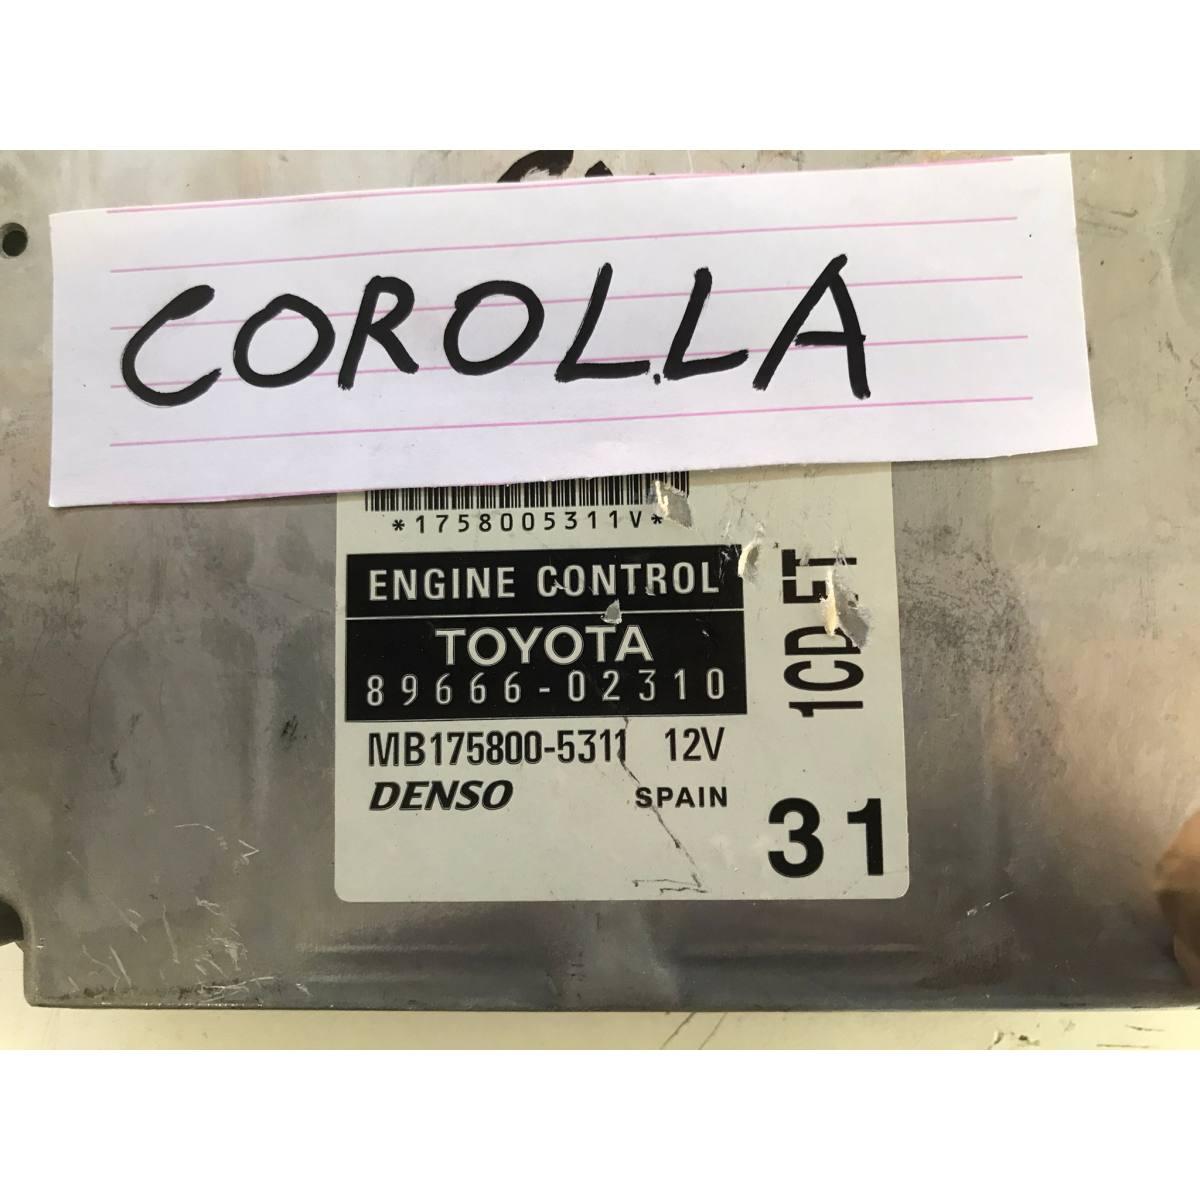 COROLLA
*1758005311V*
ENGINE CONTROL
TOYOTA
89666-02310
MB175800-5311 12V
DENSO SPAIN
1CD-FT
31